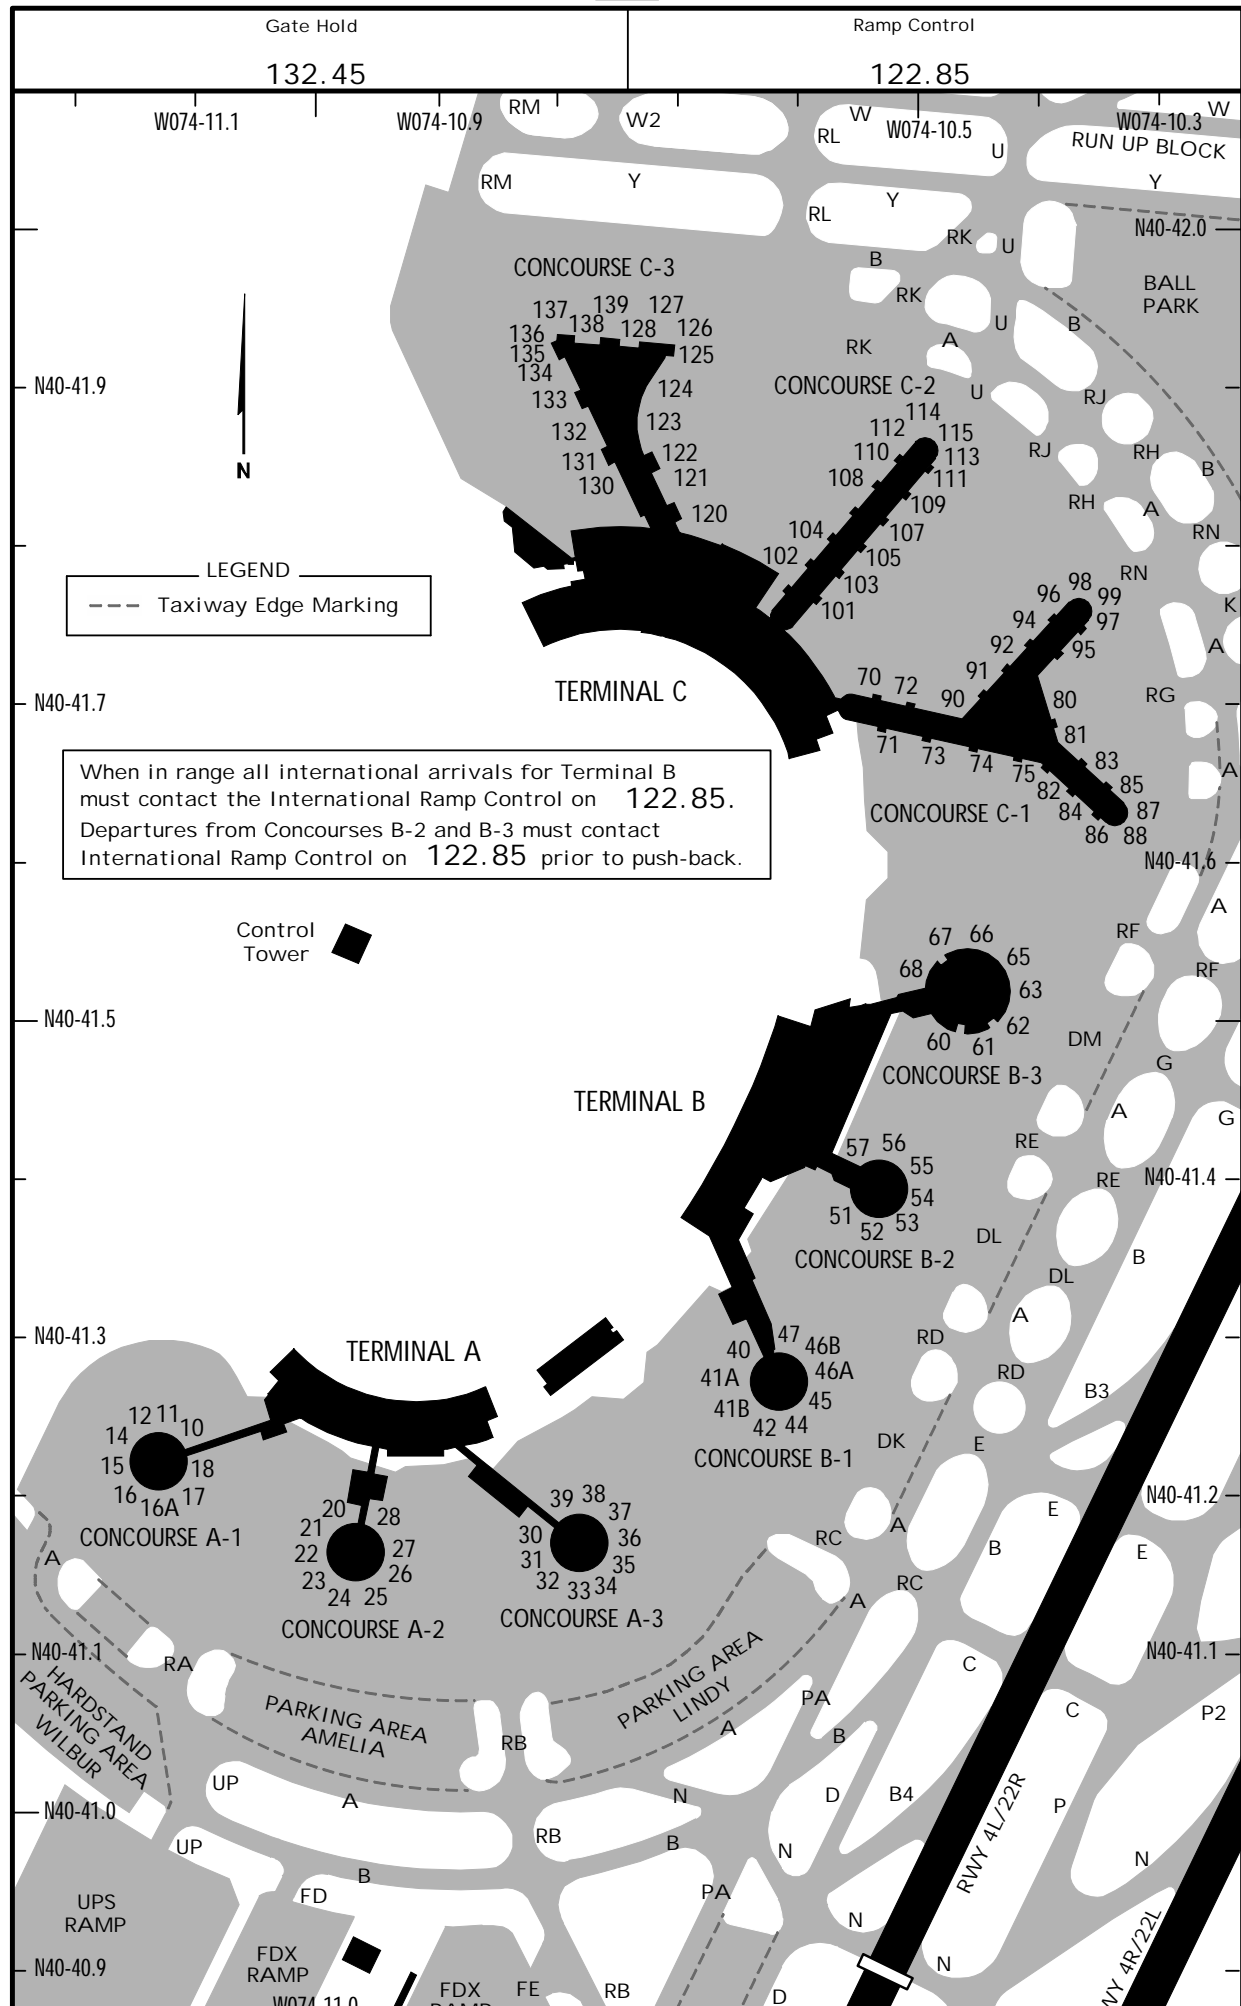 Gate Hold
132.45
Ramp Control
122.85
W074-11.1
W074-10.9
W074-10.5
W074-10.3
RM
W2
W
RL
U
W
RUN UP BLOCK
RM
Y
Y
Y
RL
RK
U
N40-42.0
B
RK
BALL
PARK
CONCOURSE C-3
139
127
137
138
128
126
136
135
125
134
124
133
123
132
122
131
121
130
120
U
B
A
RK
N40-41.9
CONCOURSE C-2
U
RJ
114
112
115
110
113
108
111
109
104
107
102
105
103
101
RJ
RH
B
RH
A
RN
RN
K
A
N
LEGEND
Taxiway Edge Marking
98
96
99
94
97
92
95
91
90
70
72
80
71
73
74
75
81
83
82
85
84
87
86
88
RG
A
TERMINAL C
N40-41.7
CONCOURSE C-1
When in range all international arrivals for Terminal B
must contact the International Ramp Control on 122.85.
Departures from Concourses B-2 and B-3 must contact
International Ramp Control on 122.85 prior to push-back.
N40-41.6
A
Control
Tower
RF
RF
67
66
65
68
63
62
60
61
N40-41.5
DM
G
CONCOURSE B-3
TERMINAL B
A
G
RE
RE
N40-41.4
57
56
55
54
51
53
52
DL
CONCOURSE B-2
B
DL
A
N40-41.3
RD
RD
B3
TERMINAL A
47
40
46B
41A
46A
41B
45
42
44
CONCOURSE B-1
DK
E
12
11
14
10
15
18
16
17
16A
CONCOURSE A-1
20
28
21
22
27
23
26
24
25
CONCOURSE A-2
39
38
37
30
36
31
35
32
34
33
CONCOURSE A-3
N40-41.2
E
A
RC
B
E
RC
A
A
N40-41.1
N40-41.1
RA
HARDSTAND
PARKING AREA
WILBUR
PARKING AREA
AMELIA
PARKING AREA
LINDY
C
PA
C
P2
RB
A
B
UP
A
N
D
B4
P
N40-41.0
RWY 4L/22R
UP
RB
B
N
N
B
FD
PA
UPS
RAMP
N
N
FDX
RAMP
N40-40.9
FDX
FE
RB
D
W074-11.0